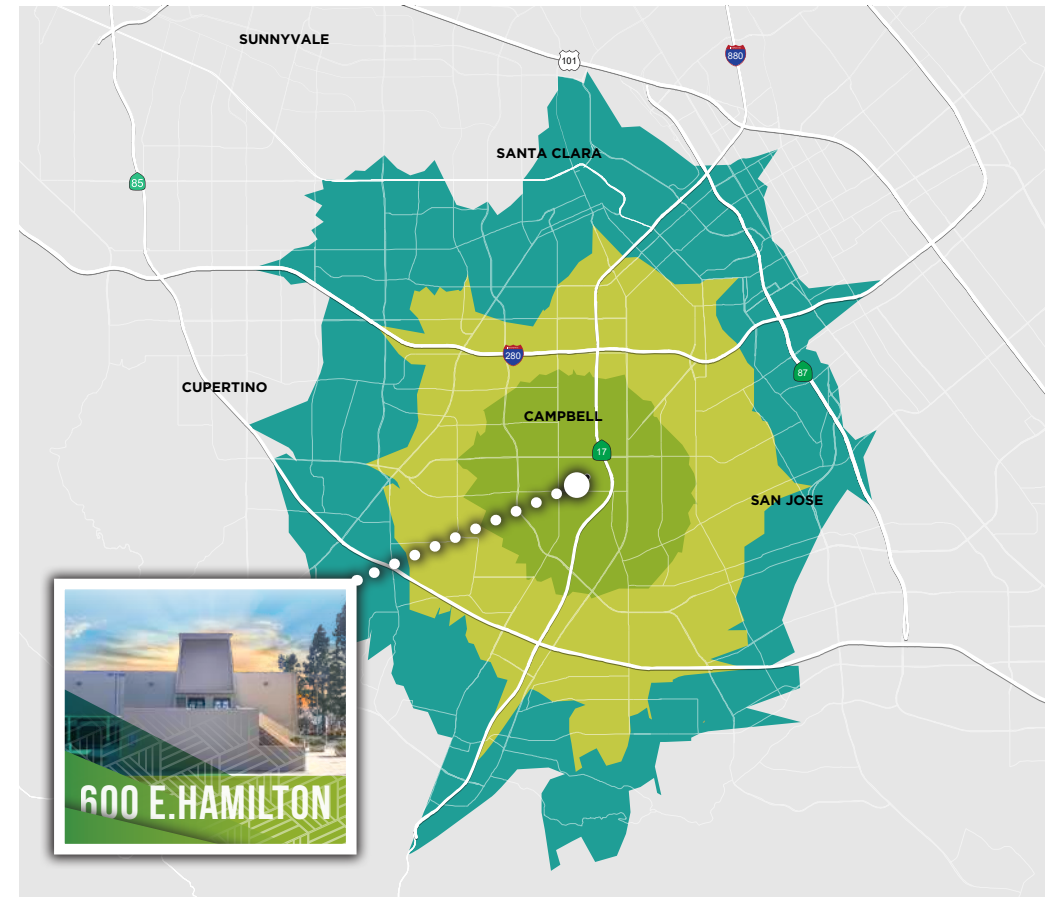 SUNNYVALE
101
880
SANTA CLARA
85
280
87
CUPERTINO
CAMPBELL
17
SAN JOSE
600 E.HAMILTON